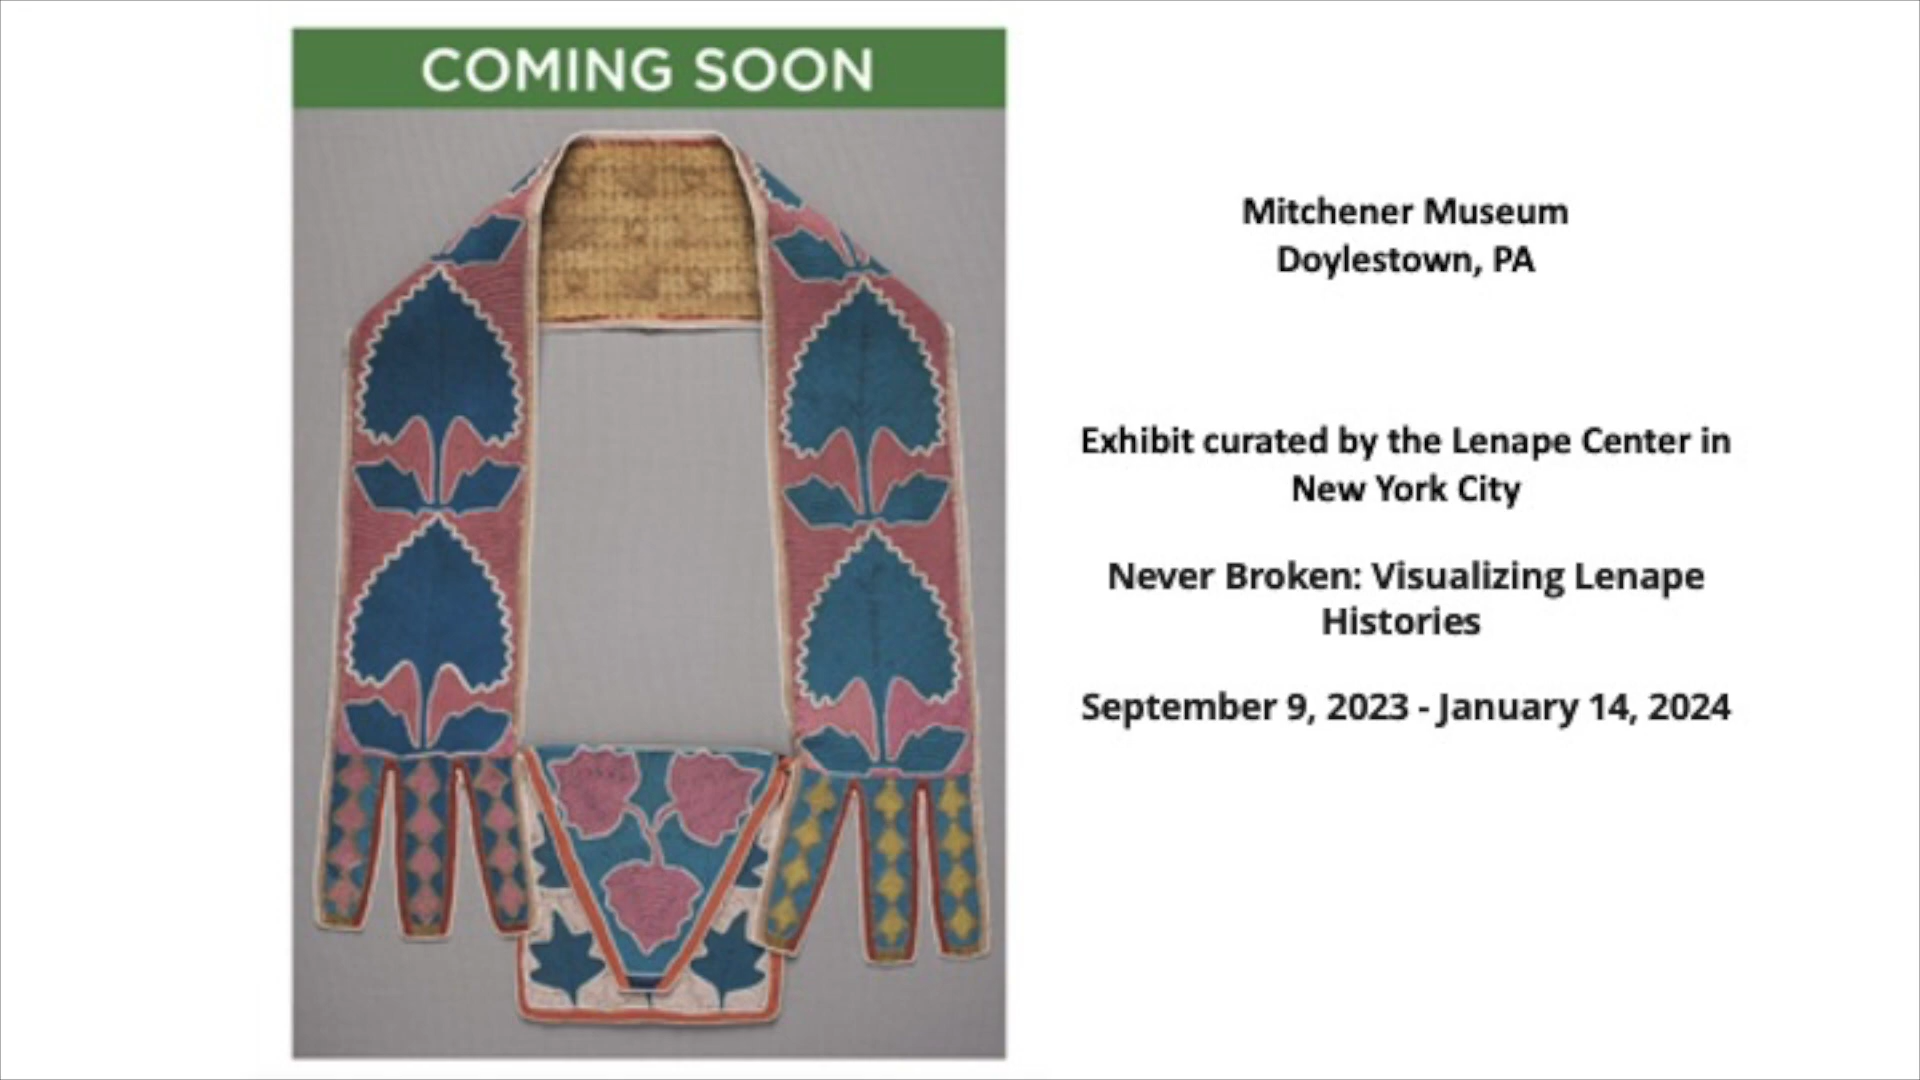 COMING SOON
Mitchener Museum
Doylestown, PA
Exhibit curated by the Lenape Center in
New York City
Never Broken: Visualizing Lenape
Histories
September 9, 2023 - January 14, 2024